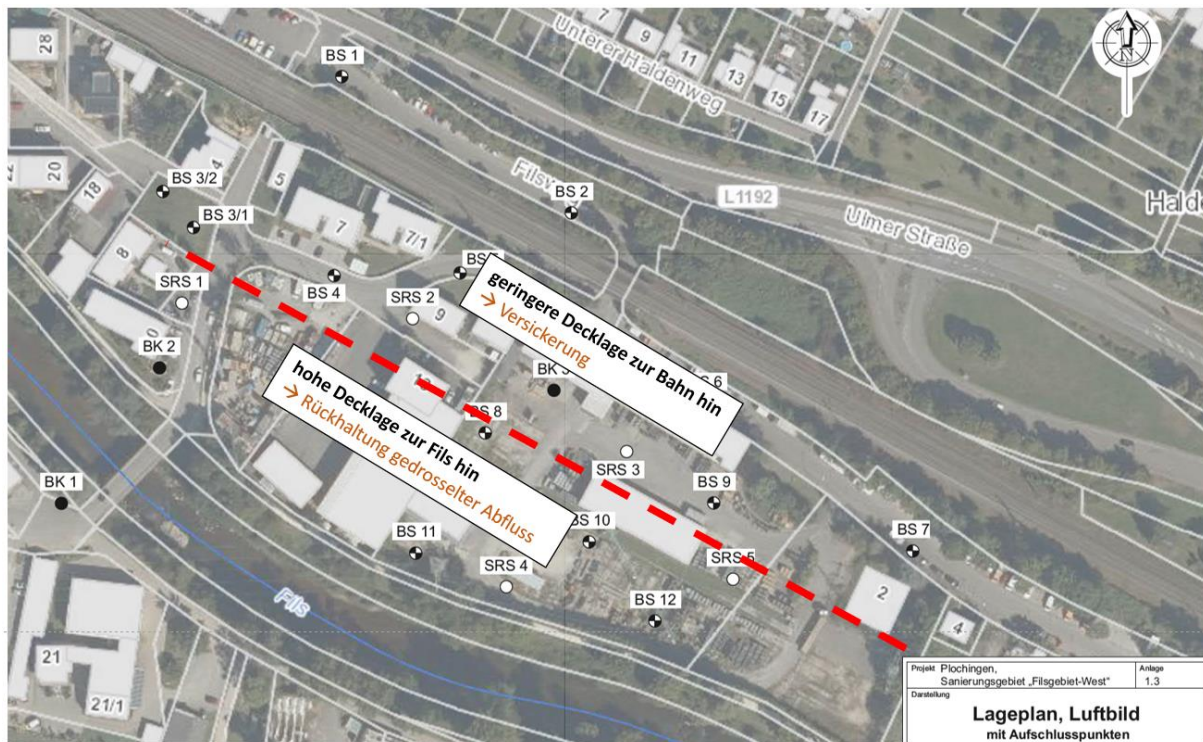 28
BS 1
7
9
11
13
15
17
Unterer Haldenweg
N
22
20
18
4
5
BS 3/2
BS 3/1
8
7
7/1
BS 2
L1192
Ulmer Straße
SRS 1
BS 4
SRS 2
9
BK 2
geringere Decklage zur Bahn hin
→ Versickerung
hohe Decklage zur Fils hin
→ Rückhaltung gedrosselter Abfluss
BS 8
SRS 3
BS 9
BK 1
BS 10
BS 7
BS 11
SRS 4
SRS 5
BS 12
2
4
Fils
21
21/1
Projekt Plochingen,
Sanierungsgebiet „Filsgebiet-West"
Anlage
1.3
Darstellung
Lageplan, Luftbild
mit Aufschlusspunkten